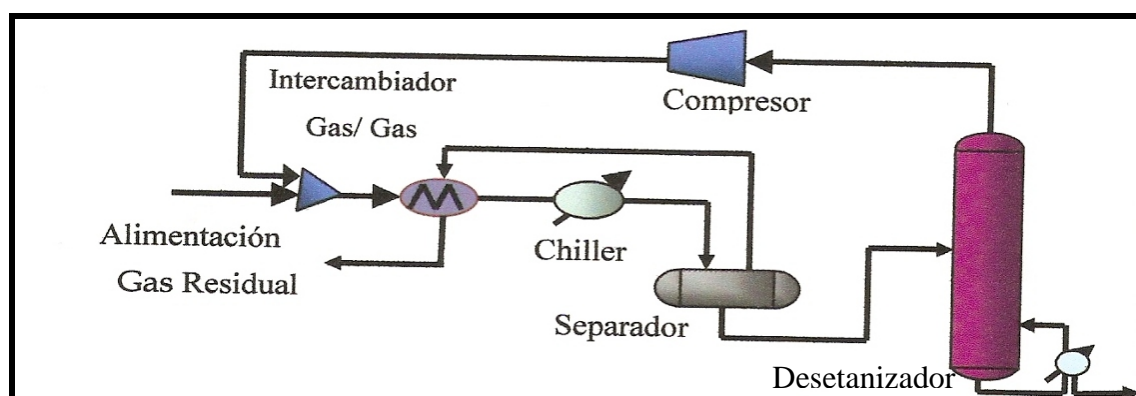 Intercambiador
Gas/ Gas
Compresor
Alimentación
Gas Residual
Chiller
Separador
Desetanizador